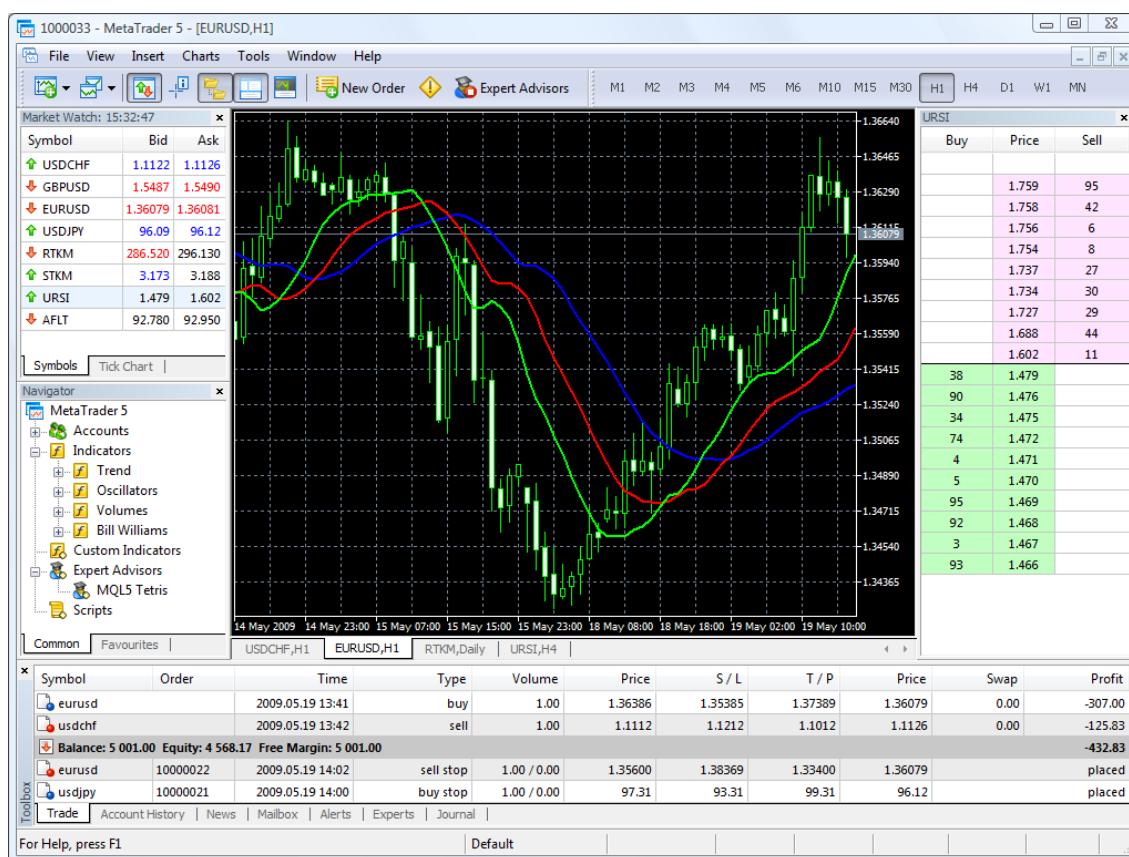 1000033 - MetaTrader 5 - [EURUSD,H1]
File View Insert Charts Tools Window Help
New Order Expert Advisors M1 M2 M3 M4 M5 M6 M10 M15 M30 H1 H4 D1 W1 MN
Market Watch: 15:32:47
Symbol Bid Ask
USDCHF 1.1122 1.1126
GBPUSD 1.5487 1.5490
EURUSD 1.36079 1.36081
USDJPY 96.09 96.12
RTKM 286.520 296.130
STKM 3.173 3.188
URSI 1.479 1.602
AFLT 92.780 92.950
Symbols Tick Chart
Navigator
MetaTrader 5
Accounts
Indicators
Trend
Oscillators
Volumes
Bill Williams
Custom Indicators
Expert Advisors
MQL5 Tetris
Scripts
Common Favourites
1.36640
1.36465
1.36290
1.36115
1.36079
1.35940
1.35765
1.35590
1.35415
1.35240
1.35065
1.34890
1.34715
1.34540
1.34365
14 May 2009 14 May 23:00 15 May 07:00 15 May 15:00 15 May 23:00 18 May 08:00 18 May 18:00 19 May 02:00 19 May 10:00
USDCHF,H1 EURUSD,H1 RTKM,Daily URSI,H4
URSI
Buy Price Sell
1.759 95
1.758 42
1.756 6
1.754 8
1.737 27
1.734 30
1.727 29
1.688 44
1.602 11
38 1.479
90 1.476
34 1.475
74 1.472
4 1.471
5 1.470
95 1.469
92 1.468
3 1.467
93 1.466
Symbol Order Time Type Volume Price S / L T / P Price Swap Profit
eurusd 2009.05.19 13:41 buy 1.00 1.36386 1.35385 1.37389 1.36079 0.00 -307.00
usdchf 2009.05.19 13:42 sell 1.00 1.1112 1.1212 1.1012 1.1126 0.00 -125.83
Balance: 5 001.00 Equity: 4 568.17 Free Margin: 5 001.00 -432.83
eurusd 10000022 2009.05.19 14:02 sell stop 1.00 / 0.00 1.35600 1.38369 1.33400 1.36079 placed
usdjpy 10000021 2009.05.19 14:00 buy stop 1.00 / 0.00 97.31 93.31 99.31 96.12 placed
Toolbox
Trade Account History News Mailbox Alerts Experts Journal
For Help, press F1 Default